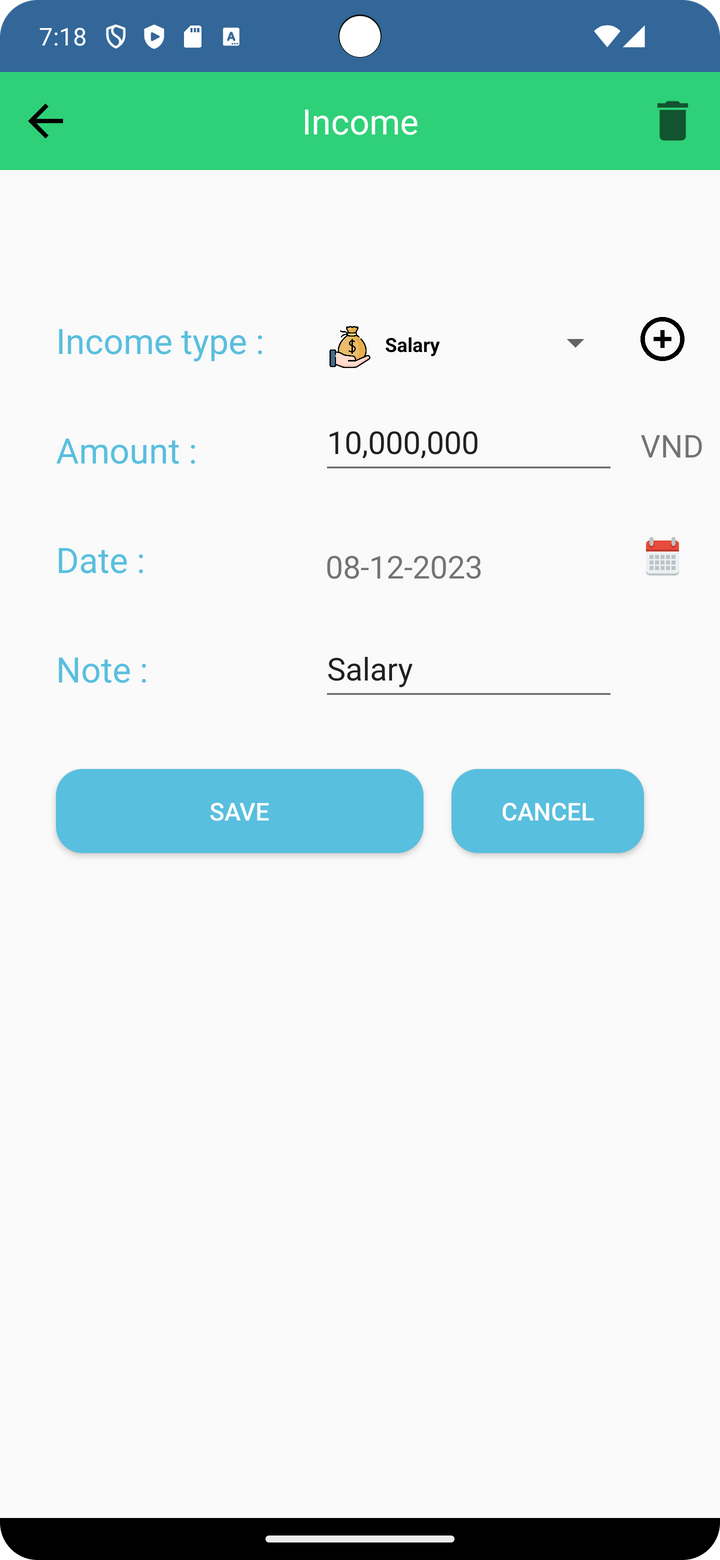 7:18
Income
Income type :
Salary
Amount :
10,000,000
VND
Date :
08-12-2023
Note :
Salary
SAVE
CANCEL